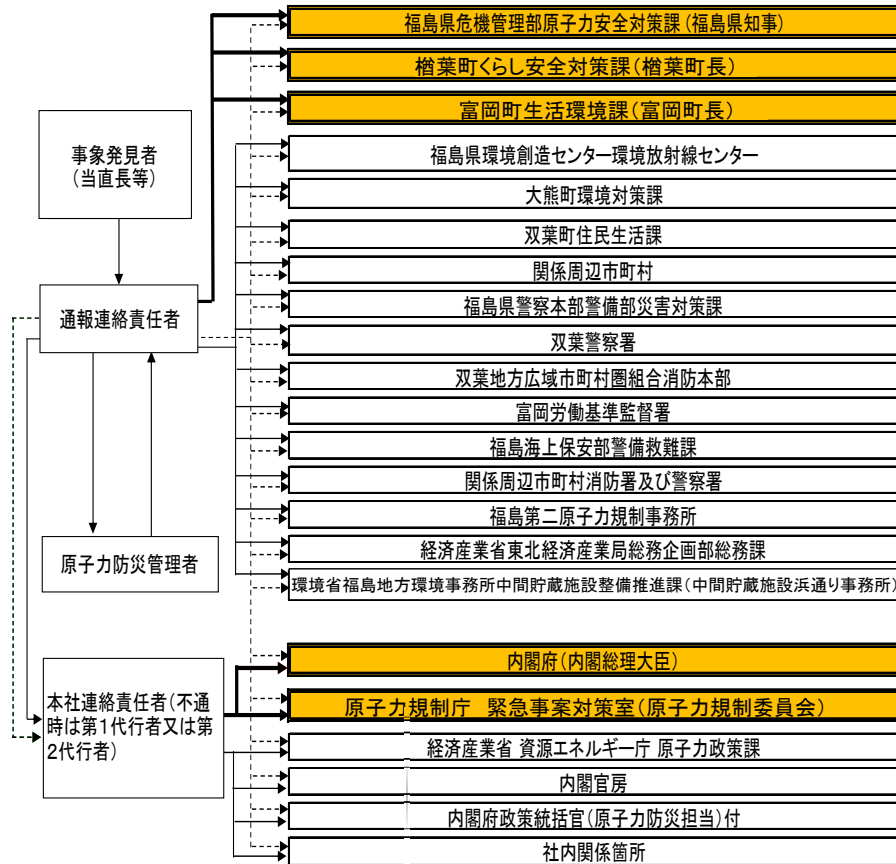 福島県危機管理部原子力安全対策課(福島県知事)
楢葉町くらし安全対策課(楢葉町長)
富岡町生活環境課(富岡町長)
事象発見者
(当直長等)
福島県環境創造センター環境放射線センター
大熊町環境対策課
双葉町住民生活課
関係周辺市町村
通報連絡責任者
福島県警察本部警備部災害対策課
双葉警察署
双葉地方広域市町村圏組合消防本部
富岡労働基準監督署
福島海上保安部警備救難課
関係周辺市町村消防署及び警察署
福島第二原子力規制事務所
原子力防災管理者
経済産業省東北経済産業局総務企画部総務課
環境省福島地方環境事務所中間貯蔵施設整備推進課(中間貯蔵施設浜通り事務所)
内閣府(内閣総理大臣)
本社連絡責任者(不通
時は第1代行者又は第
2代行者)
原子力規制庁 緊急事案対策室(原子力規制委員会)
経済産業省 資源エネルギー庁 原子力政策課
内閣官房
内閣府政策統括官(原子力防災担当)付
社内関係箇所